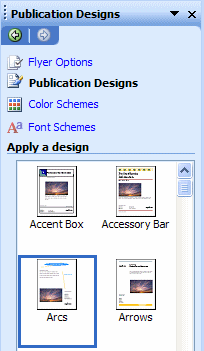 Publication Designs
Flyer Options
Publication Designs
Color Schemes
Font Schemes
Apply a design
Accent Box
Accessory Bar
Arcs
Arrows